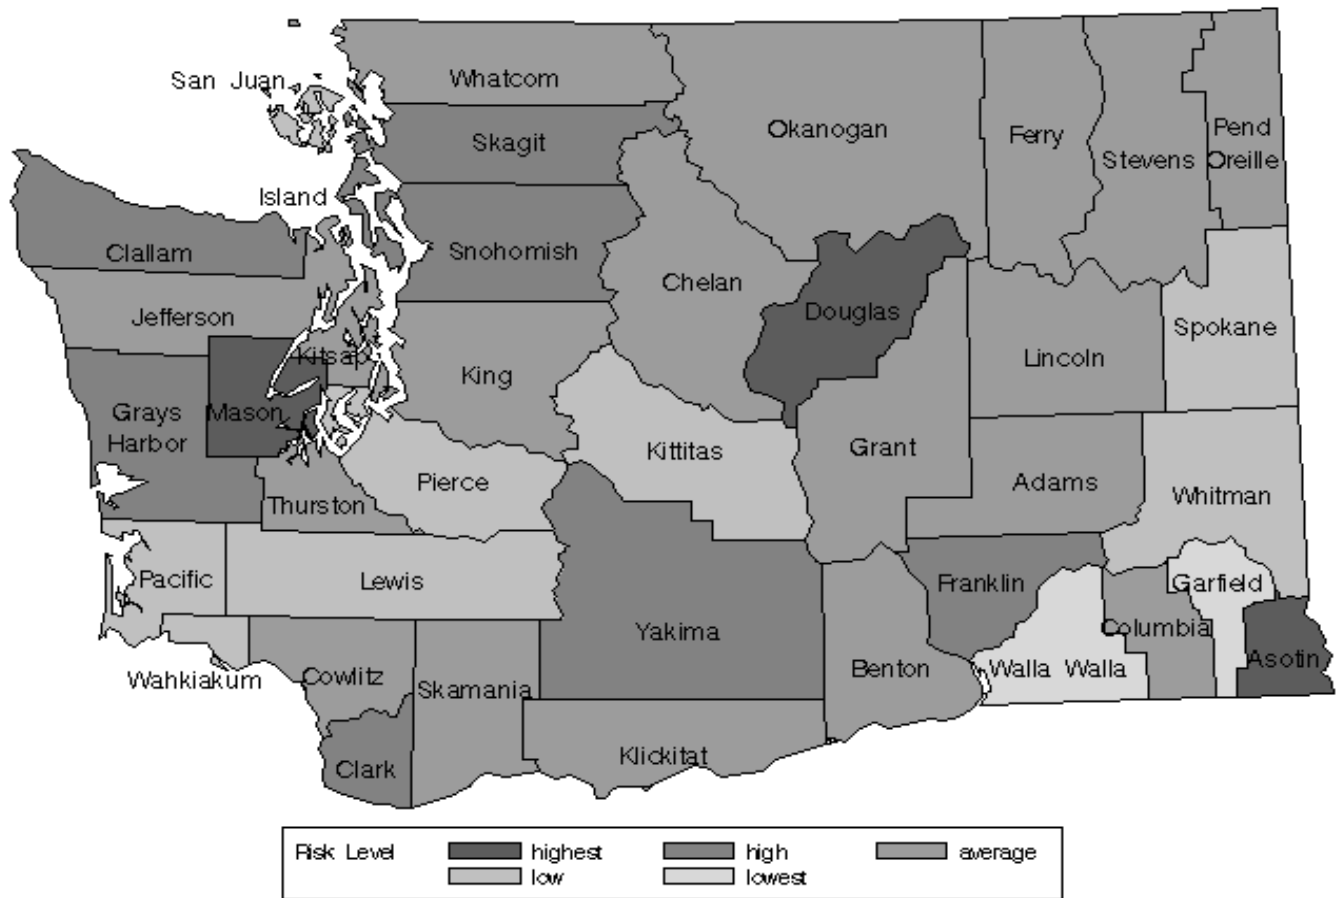 Whatcom
San Juan
Skagit
Okanogan
Ferry
Stevens
Pend
Oreille
Island
Clallam
Snohomish
Chelan
Jefferson
Douglas
Spokane
Kitsap
King
Lincoln
Grays
Harbor
Mason
Kittitas
Grant
Pierce
Adams
Whitman
Thurston
Pacific
Lewis
Franklin
Garfield
Yakima
Columbia
Wahkiakum
Cowlitz
Skamania
Benton
Walla Walla
Asotin
Clark
Klickitat
Risk Level highest high average
low lowest